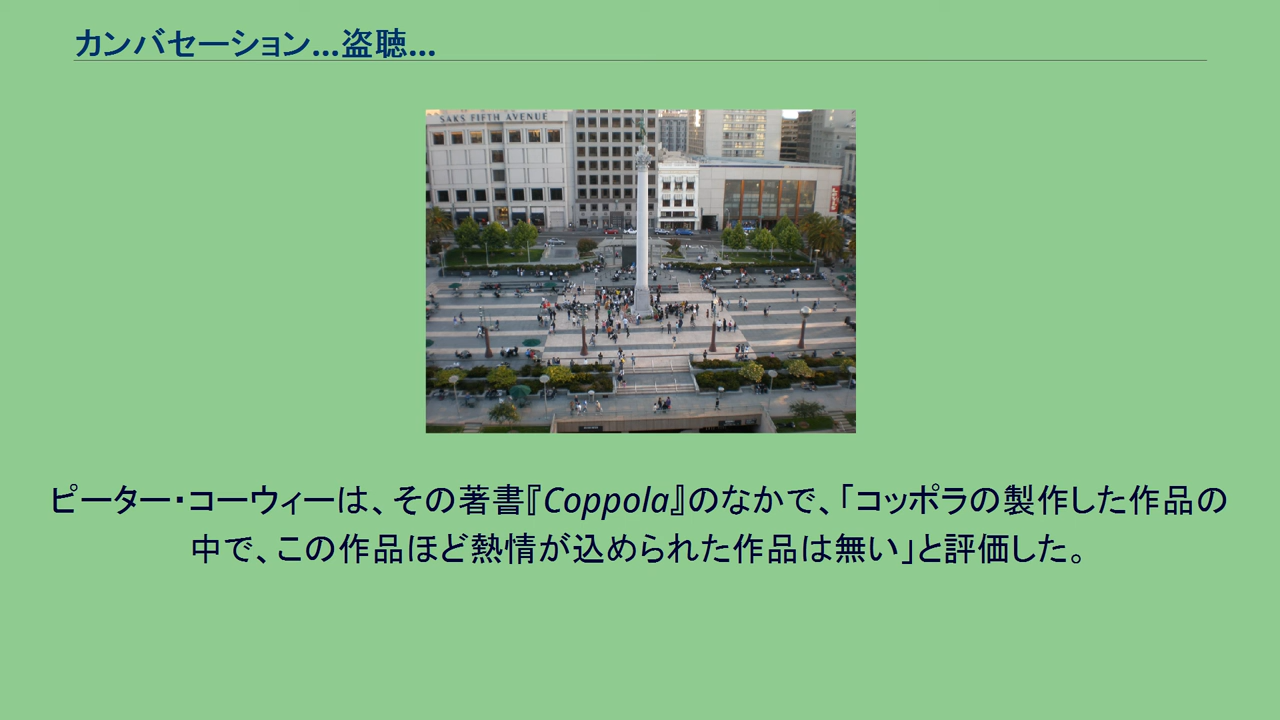 カンバセーション…盗聴…
SAKS FIFTH AVENUE
ピーター・コーウィーは、その著書『Coppola』のなかで、「コッポラの製作した作品の
中で、この作品ほど熱情が込められた作品は無い」と評価した。